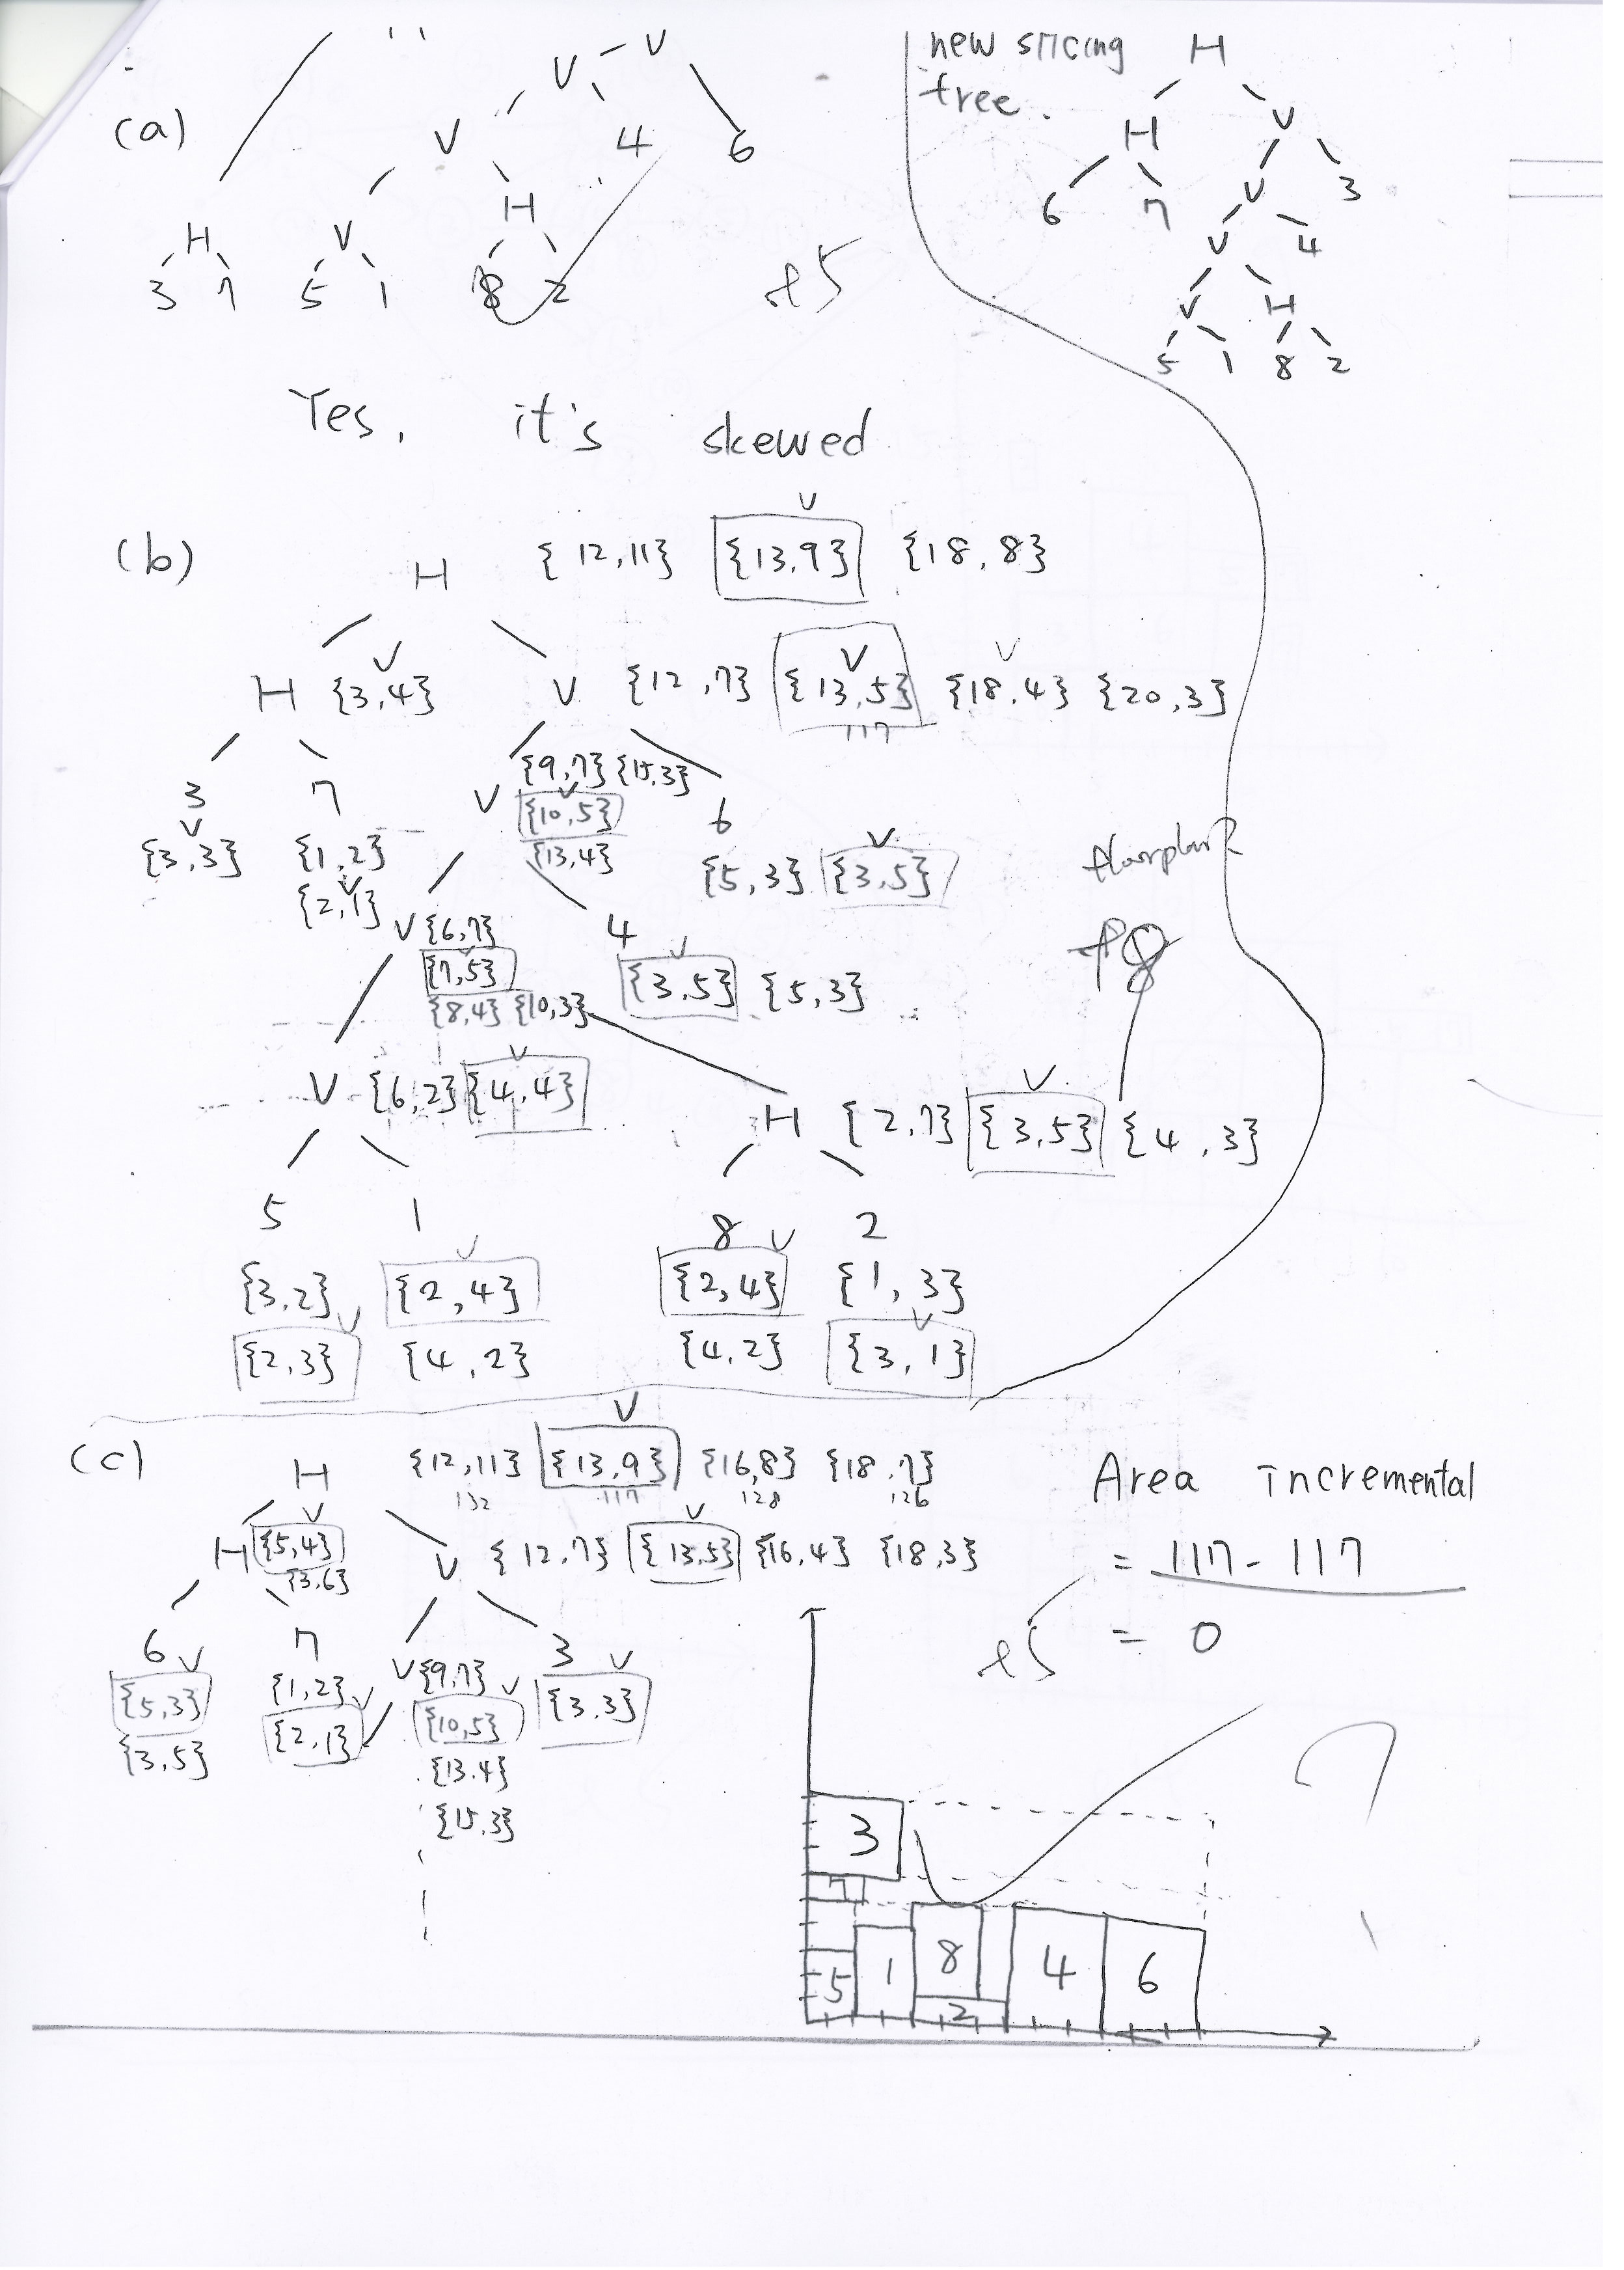 (a)
V V
V 4 6
H
H V
3 7 5 1 8 2
+5
Yes, it's skewed
new slicing H
tree.
H V
6 7 V 3
V 4
V H
5 1 8 2
(b) H {12,11} {13,9} {18,8}
H {3,4} V {12,7} {13,5} {18,4} {20,3}
117
3 7 V {9,7} {15,3} 6
{10,5}
{13,4}
{3,3} {1,2} {5,3} {3,5}
{2,1}
floorplan?
+8
V {6,7} 4
{7,5} {3,5} {5,3}
{8,4} {10,3}
V {6,2} {4,4} H {2,7} {3,5} {4,3}
5 1 8 2
{3,2} {2,4} {2,4} {1,3}
{2,3} {4,2} {4,2} {3,1}
(c) H {12,11} {13,9} {16,8} {18,7}
132 117 128 126
H {5,4} V {12,7} {13,5} {16,4} {18,3}
{3,6}
6 7 V {9,7} 3
{5,3} {1,2} {10,5} {3,3}
{3,5} {2,1} {13,4}
{15,3}
Area incremental
= 117 - 117
= 0
+5
3
7
5 1 8 4 6
2